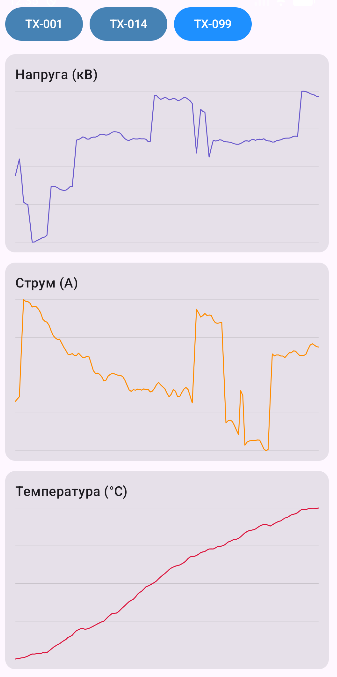 TX-001 TX-014 TX-099
Напруга (кВ)
Струм (А)
Температура (°C)